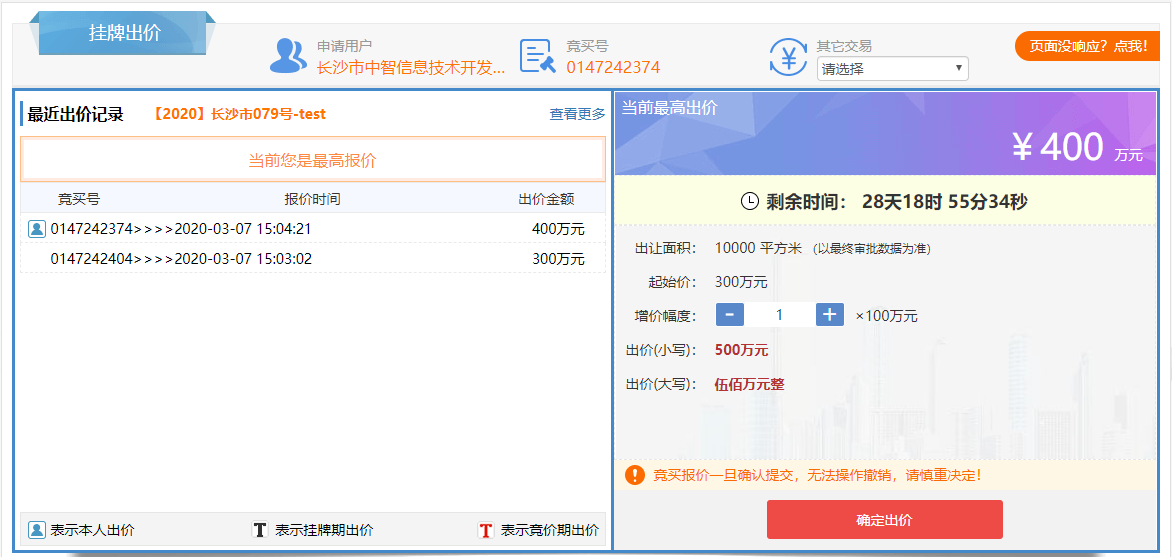 挂牌出价
申请用户
长沙市中智信息技术开发...
竞买号
0147242374
其它交易
请选择
页面没响应？点我!
最近出价记录 【2020】长沙市079号-test 查看更多
当前您是最高报价
竞买号 报价时间 出价金额
0147242374>>>>2020-03-07 15:04:21 400万元
0147242404>>>>2020-03-07 15:03:02 300万元
表示本人出价 T 表示挂牌期出价 T 表示竞价期出价
当前最高出价
￥400 万元
剩余时间： 28天18时 55分34秒
出让面积： 10000 平方米 (以最终审批数据为准)
起始价： 300万元
增价幅度： - 1 + ×100万元
出价(小写)： 500万元
出价(大写)： 伍佰万元整
竞买报价一旦确认提交，无法操作撤销，请慎重决定!
确定出价